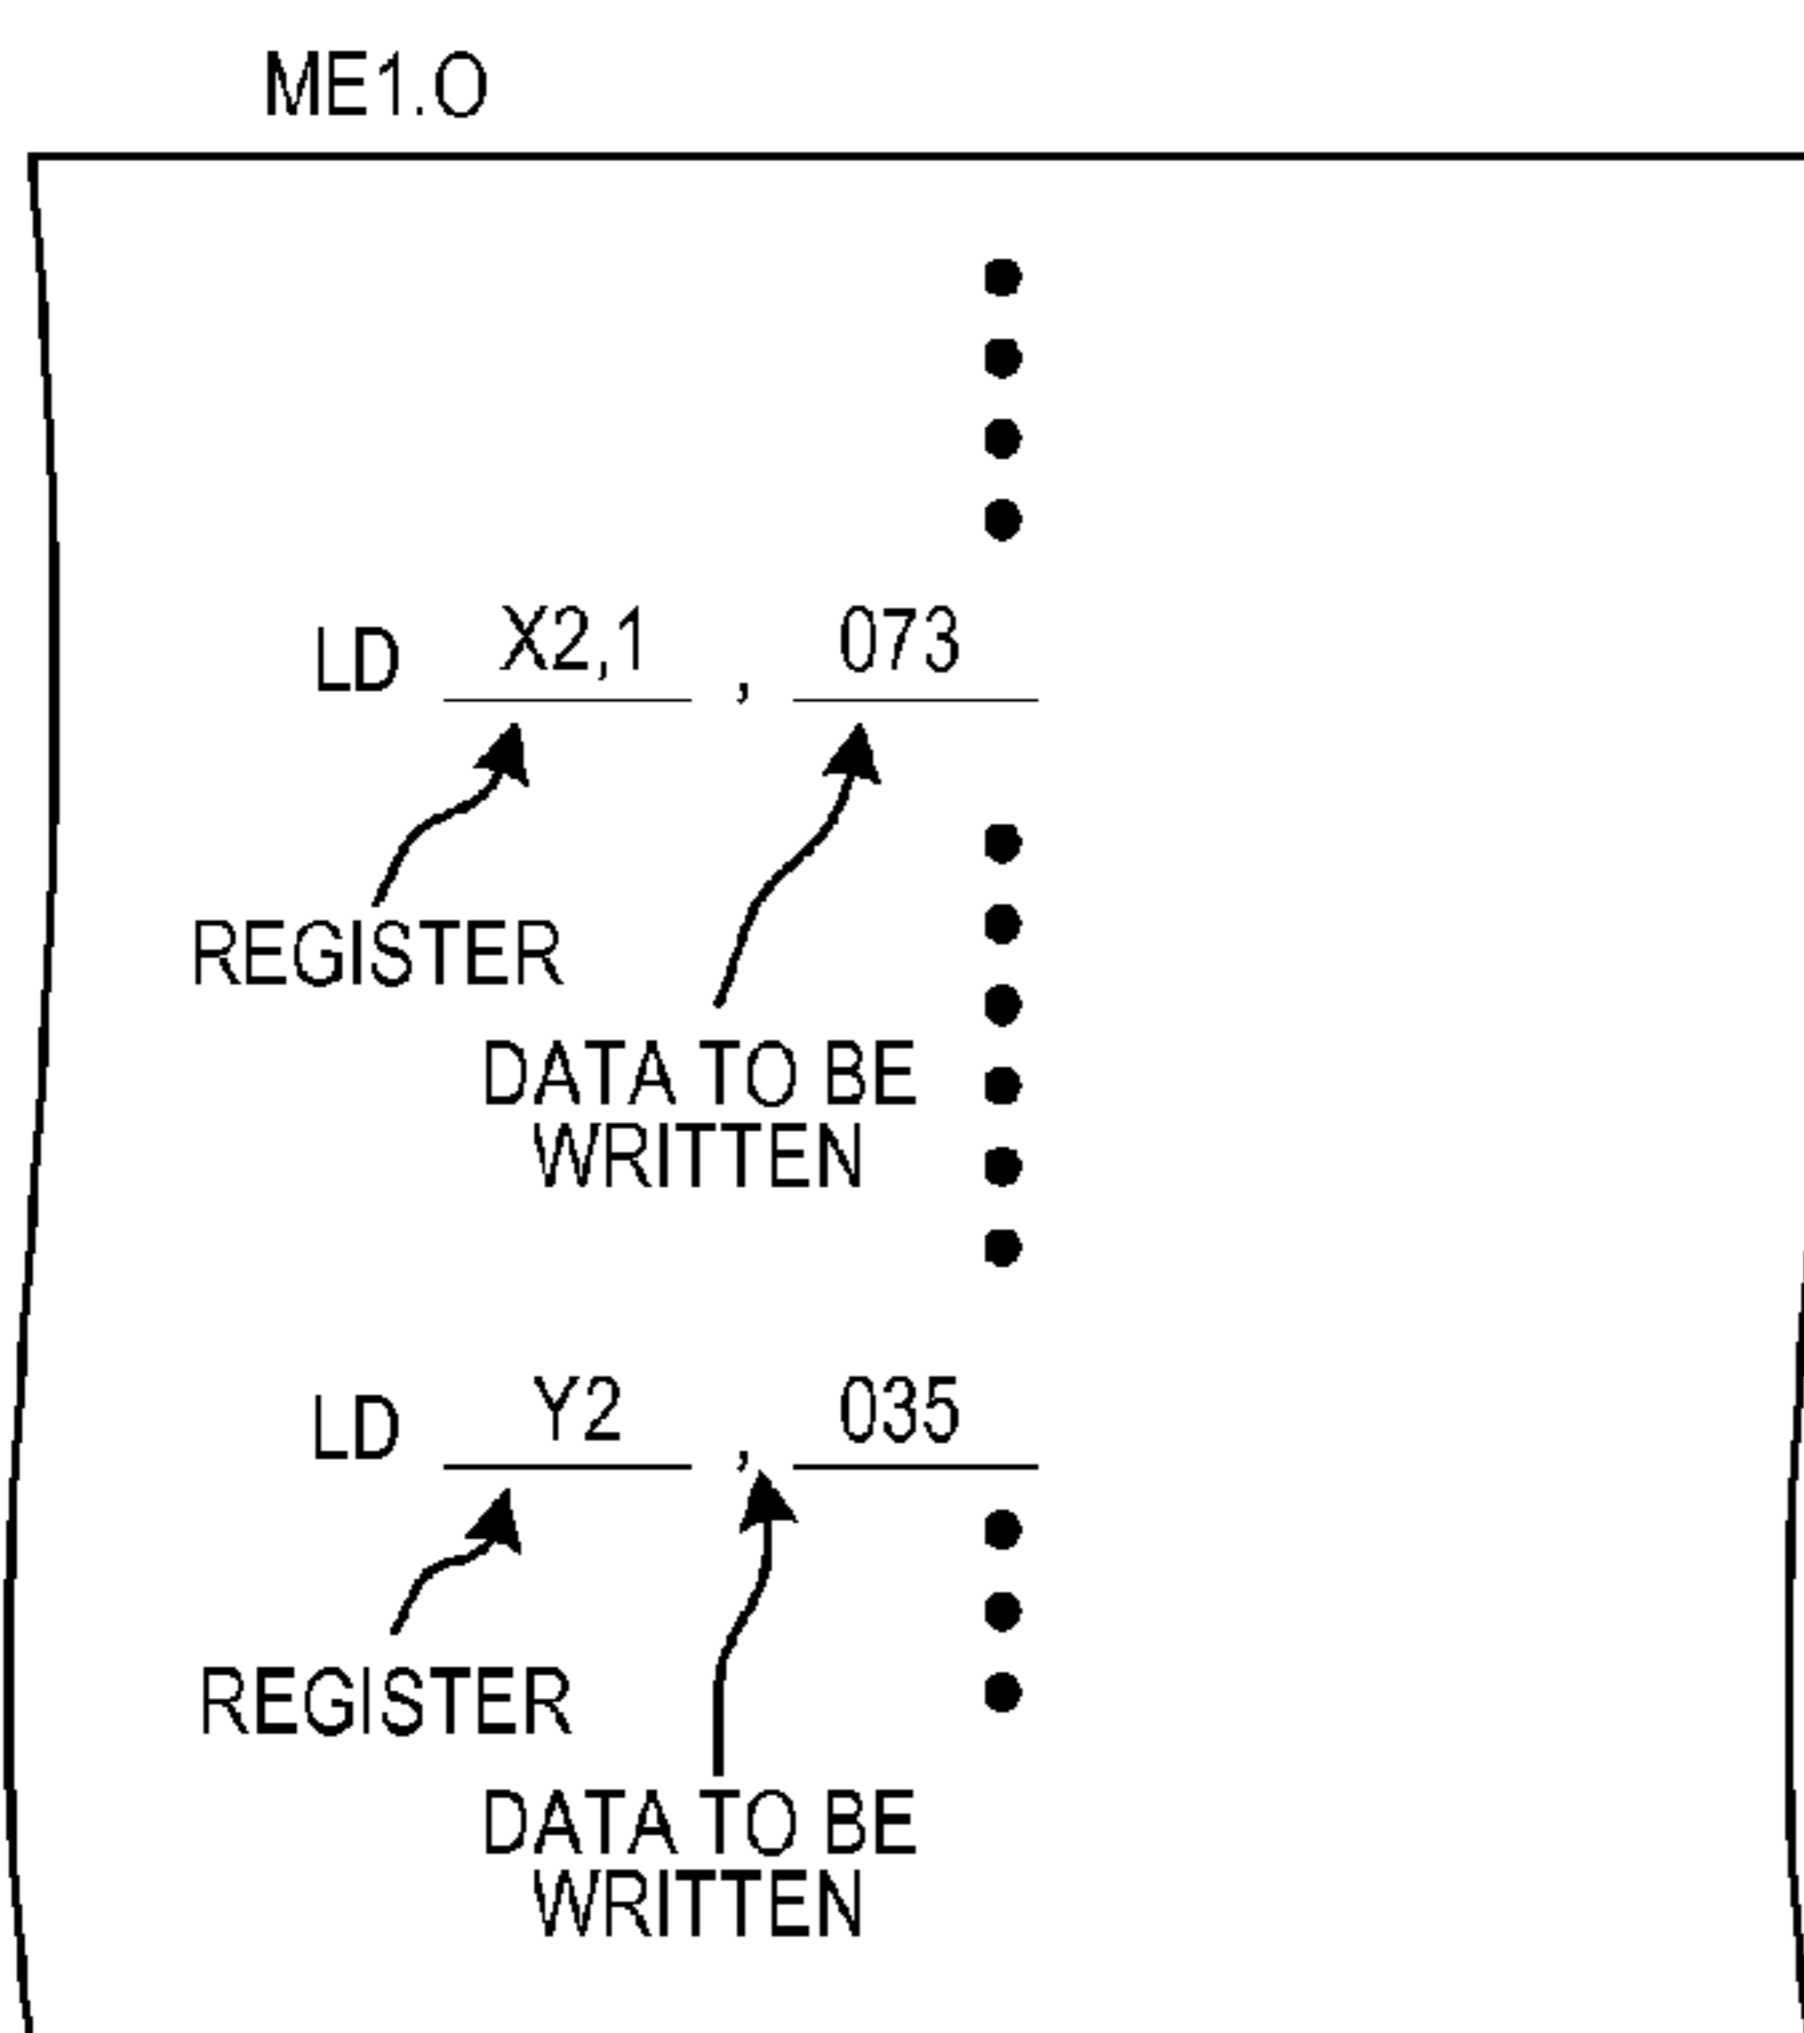 ME1.O
LD X2,1 , 073
REGISTER
DATA TO BE
WRITTEN
LD Y2 , 035
REGISTER
DATA TO BE
WRITTEN